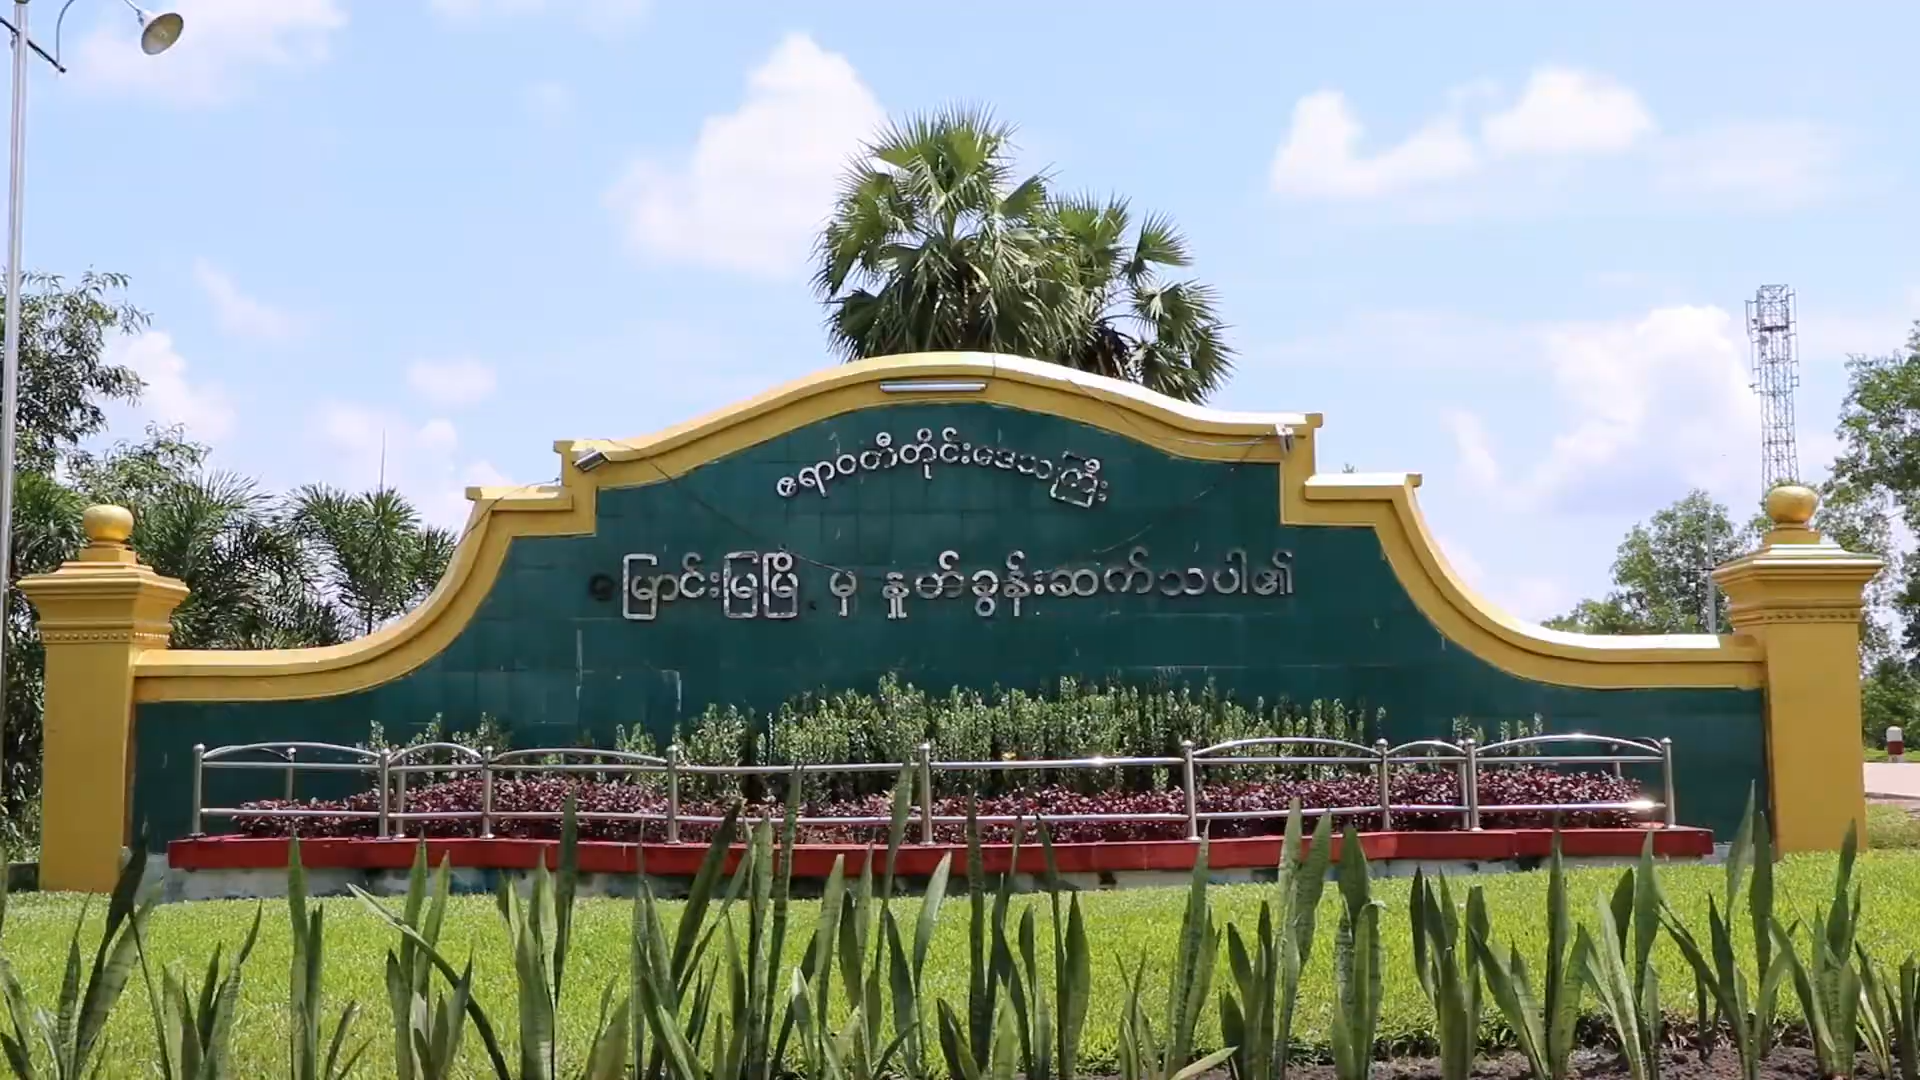 ဧရာဝတီတိုင်းဒေသကြီး
မြောင်းမြမြို့ မှ နှုတ်ခွန်းဆက်သပါ၏